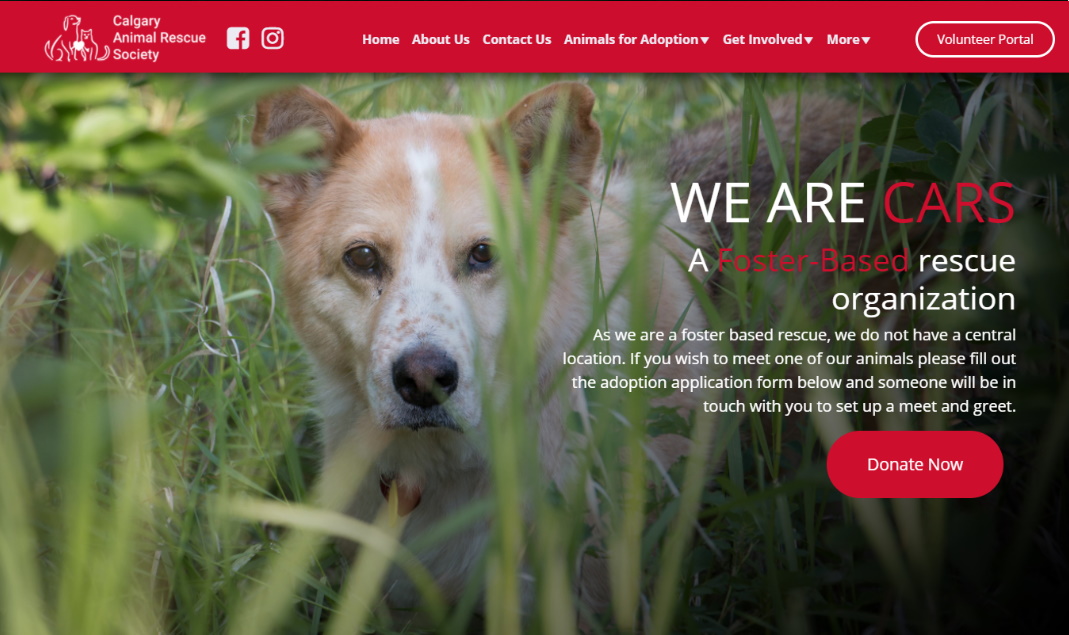 Calgary
Animal Rescue
Society
Home About Us Contact Us Animals for Adoption▼ Get Involved▼ More▼ Volunteer Portal
WE ARE CARS
A Foster-Based rescue
organization
As we are a foster based rescue, we do not have a central
location. If you wish to meet one of our animals please fill out
the adoption application form below and someone will be in
touch with you to set up a meet and greet.
Donate Now